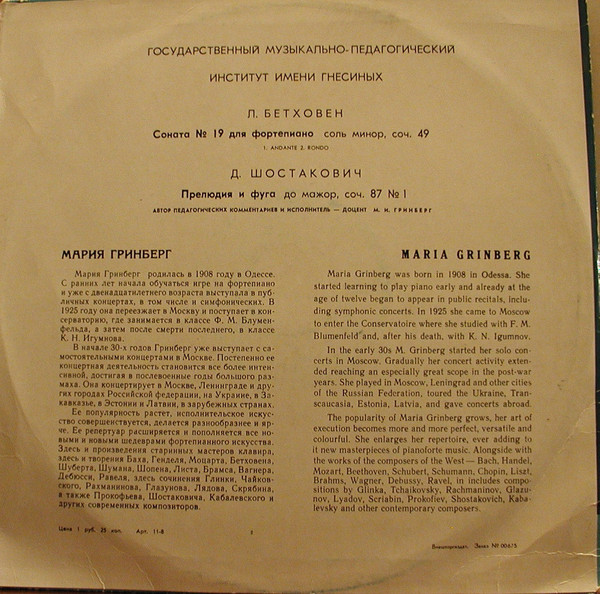 ГОСУДАРСТВЕННЫЙ МУЗЫКАЛЬНО-ПЕДАГОГИЧЕСКИЙ
ИНСТИТУТ ИМЕНИ ГНЕСИНЫХ
Л. БЕТХОВЕН
Соната № 19 для фортепиано соль минор, соч. 49
1. ANDANTE 2. RONDO
Д. ШОСТАКОВИЧ
Прелюдия и фуга до мажор, соч. 87 № 1
АВТОР ПЕДАГОГИЧЕСКИХ КОММЕНТАРИЕВ И ИСПОЛНИТЕЛЬ — ДОЦЕНТ М. И. ГРИНБЕРГ
МАРИЯ ГРИНБЕРГ
Мария Гринберг родилась в 1908 году в Одессе.
С ранних лет начала обучаться игре на фортепиано
и уже с двенадцатилетнего возраста выступала в пуб-
личных концертах, в том числе и симфонических. В
1925 году она переезжает в Москву и поступает в кон-
серваторию, где занимается в классе Ф. М. Блумен-
фельда, а затем после смерти последнего, в классе
К. Н. Игумнова.
В начале 30-х годов Гринберг уже выступает с са-
мостоятельными концертами в Москве. Постепенно ее
концертная деятельность становится все более интен-
сивной, достигая в послевоенные годы большого раз-
маха. Она концертирует в Москве, Ленинграде и дру-
гих городах Российской федерации, на Украине, в За-
кавказье, в Эстонии и Латвии, в зарубежных странах.
Ее популярность растет, исполнительское искус-
ство совершенствуется, делается разнообразнее и яр-
че. Ее репертуар расширяется и пополняется все но-
выми и новыми шедеврами фортепианного искусства.
Здесь и произведения старинных мастеров клавира,
здесь и творения Баха, Генделя, Моцарта, Бетховена,
Шуберта, Шумана, Шопена, Листа, Брамса, Вагнера,
Дебюсси, Равеля, здесь сочинения Глинки, Чайков-
ского, Рахманинова, Глазунова, Лядова, Скрябина,
а также Прокофьева, Шостаковича, Кабалевского и
других современных композиторов.
Цена 1 руб. 25 коп. Арт. 11-8
MARIA GRINBERG
Maria Grinberg was born in 1908 in Odessa. She
started learning to play piano early and already at the
age of twelve began to appear in public recitals, inclu-
ding symphonic concerts. In 1925 she came to Moscow
to enter the Conservatoire where she studied with F. M.
Blumenfeld and, after his death, with K. N. Igumnov.
In the early 30s M. Grinberg started her solo con-
certs in Moscow. Gradually her concert activity exten-
ded reaching an especially great scope in the post-war
years. She played in Moscow, Leningrad and other cities
of the Russian Federation, toured the Ukraine, Tran-
scaucasia, Estonia, Latvia, and gave concerts abroad.
The popularity of Maria Grinberg grows, her art of
execution becomes more and more perfect, versatile and
colourful. She enlarges her repertoire, ever adding to
it new masterpieces of pianoforte music. Alongside with
the works of the composers of the West — Bach, Handel,
Mozart, Beethoven, Schubert, Schumann, Chopin, Liszt,
Brahms, Wagner, Debussy, Ravel, in includes compo-
sitions by Glinka, Tchaikovsky, Rachmaninov, Glazu-
nov, Lyadov, Scriabin, Prokofiev, Shostakovich, Kaba-
levsky and other contemporary composers.
Внешторгиздат. Заказ № 00675